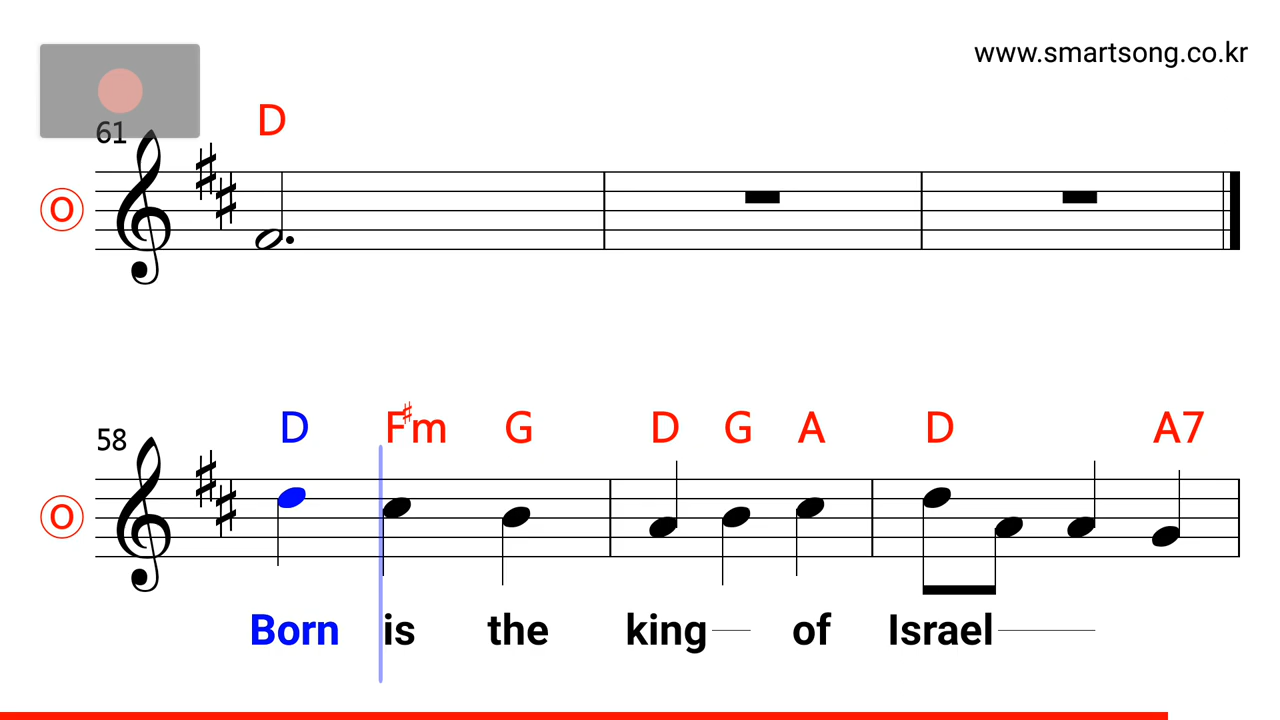 www.smartsong.co.kr
61
D
O
58
D F♯m G D G A D A7
O
Born is the king of Israel